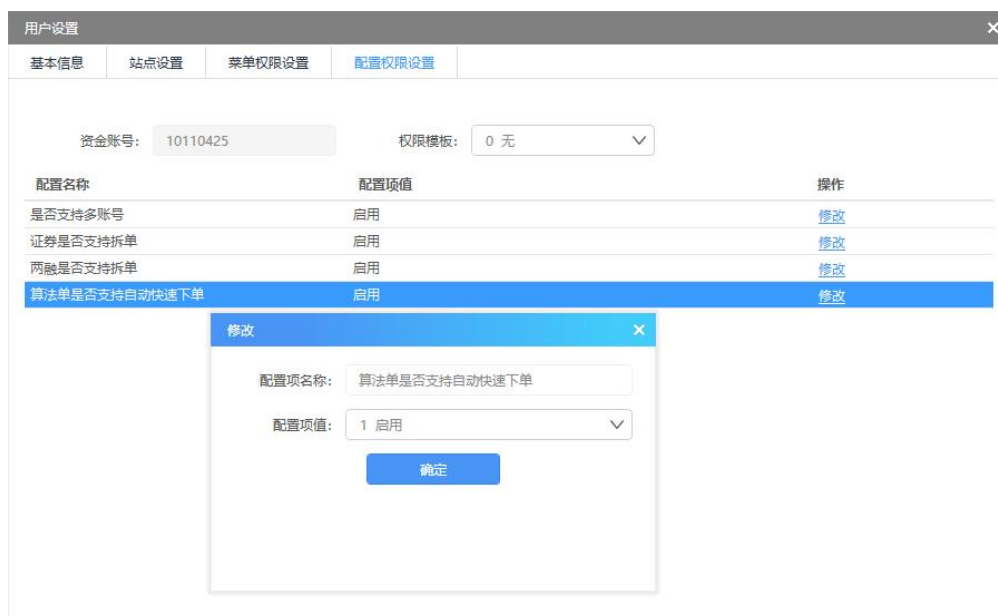 用户设置
基本信息 站点设置 菜单权限设置 配置权限设置
资金账号： 10110425 权限模板： 0 无
配置名称 配置项值 操作
是否支持多账号 启用 修改
证券是否支持拆单 启用 修改
两融是否支持拆单 启用 修改
算法单是否支持自动快速下单 启用 修改
修改
配置项名称： 算法单是否支持自动快速下单
配置项值： 1 启用
确定